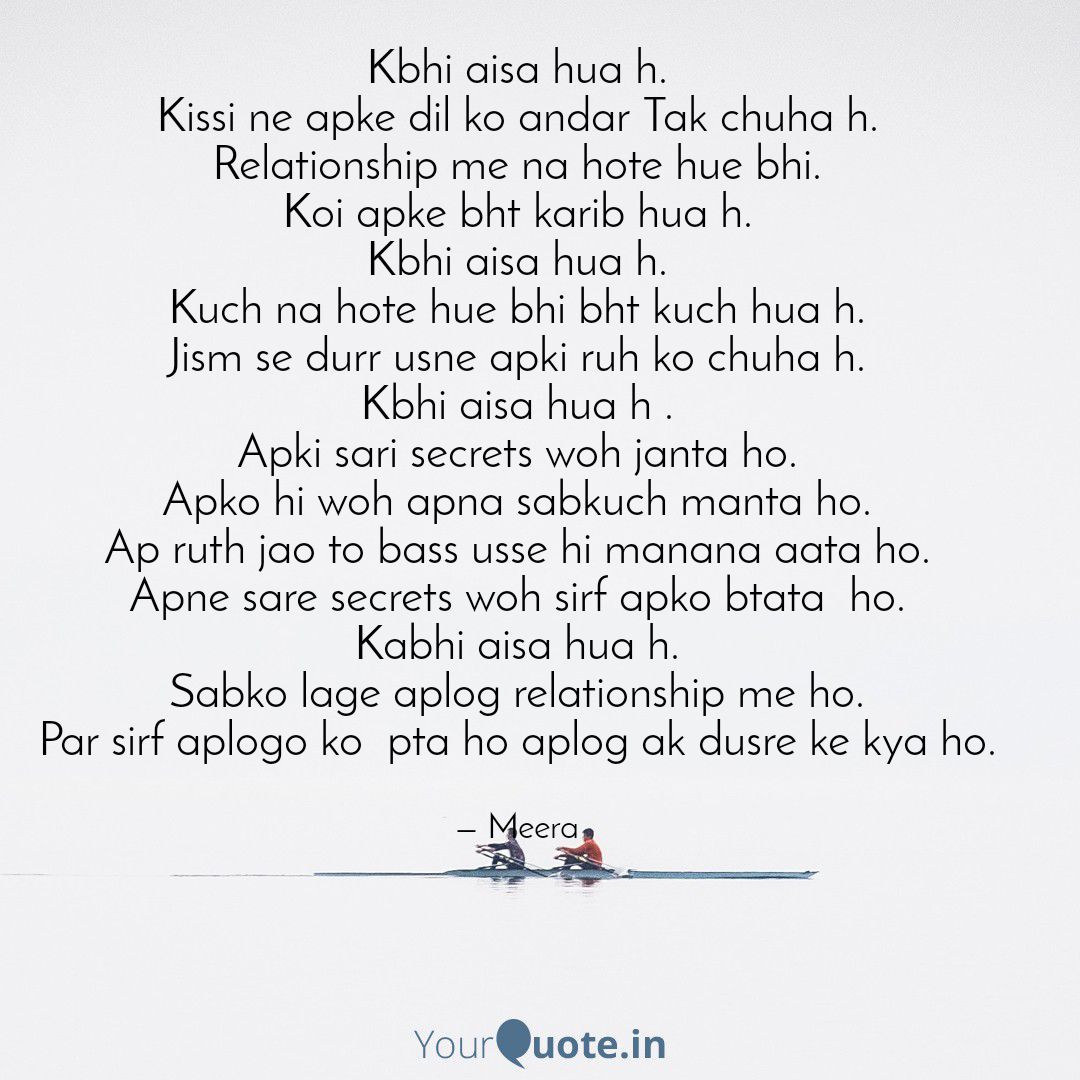 Kbhi aisa hua h.
Kissi ne apke dil ko andar Tak chuha h.
Relationship me na hote hue bhi.
Koi apke bht karib hua h.
Kbhi aisa hua h.
Kuch na hote hue bhi bht kuch hua h.
Jism se durr usne apki ruh ko chuha h.
Kbhi aisa hua h .
Apki sari secrets woh janta ho.
Apko hi woh apna sabkuch manta ho.
Ap ruth jao to bass usse hi manana aata ho.
Apne sare secrets woh sirf apko btata  ho.
Kabhi aisa hua h.
Sabko lage aplog relationship me ho.
Par sirf aplogo ko  pta ho aplog ak dusre ke kya ho.
– Meera
YourQuote.in